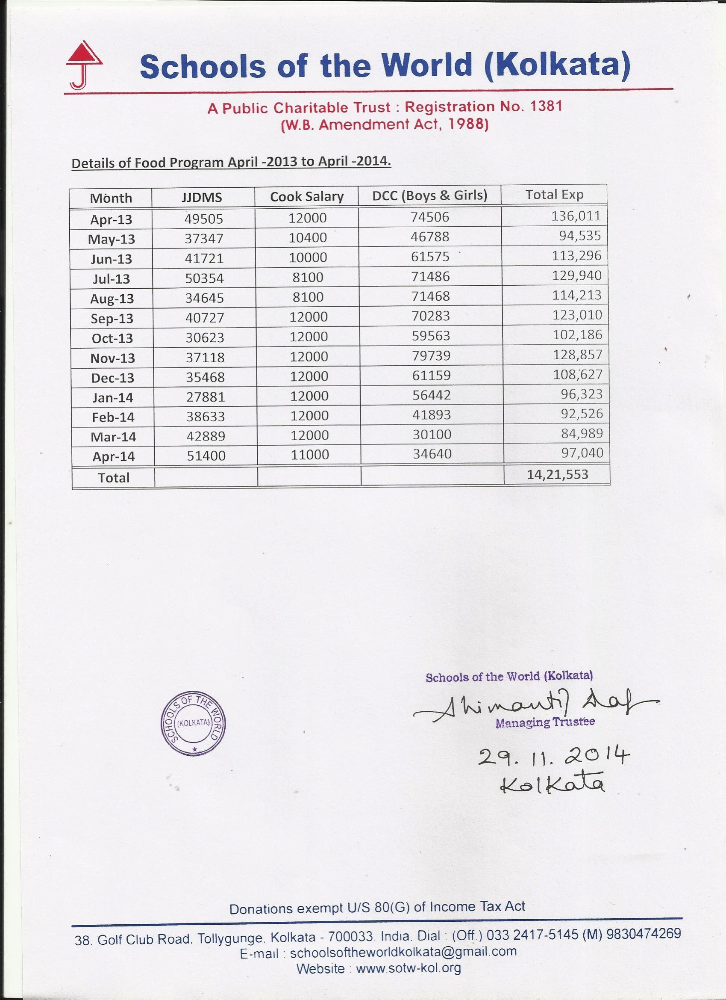 Schools of the World (Kolkata)
A Public Charitable Trust : Registration No. 1381
(W.B. Amendment Act, 1988)
Details of Food Program April -2013 to April -2014.
Month JJDMS Cook Salary DCC (Boys & Girls) Total Exp
Apr-13 49505 12000 74506 136,011
May-13 37347 10400 46788 94,535
Jun-13 41721 10000 61575 113,296
Jul-13 50354 8100 71486 129,940
Aug-13 34645 8100 71468 114,213
Sep-13 40727 12000 70283 123,010
Oct-13 30623 12000 59563 102,186
Nov-13 37118 12000 79739 128,857
Dec-13 35468 12000 61159 108,627
Jan-14 27881 12000 56442 96,323
Feb-14 38633 12000 41893 92,526
Mar-14 42889 12000 30100 84,989
Apr-14 51400 11000 34640 97,040
Total 14,21,553
Schools of the World (Kolkata)
Shimanti Das
Managing Trustee
SCHOOLS OF THE WORLD
(KOLKATA)
29. 11. 2014
Kolkata
Donations exempt U/S 80(G) of Income Tax Act
38. Golf Club Road. Tollygunge. Kolkata - 700033. India. Dial : (Off.) 033 2417-5145 (M) 9830474269
E-mail : schoolsoftheworldkolkata@gmail.com
Website : www.sotw-kol.org